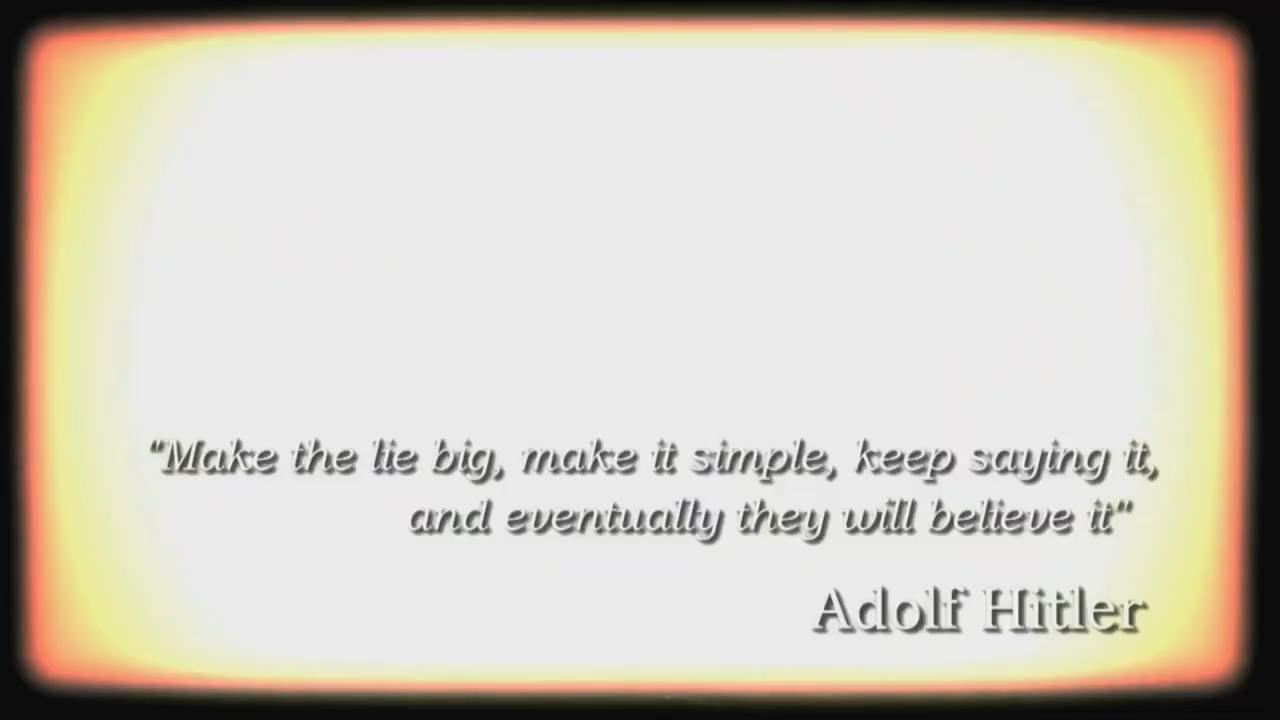 "Make the lie big, make it simple, keep saying it,
and eventually they will believe it"
Adolf Hitler